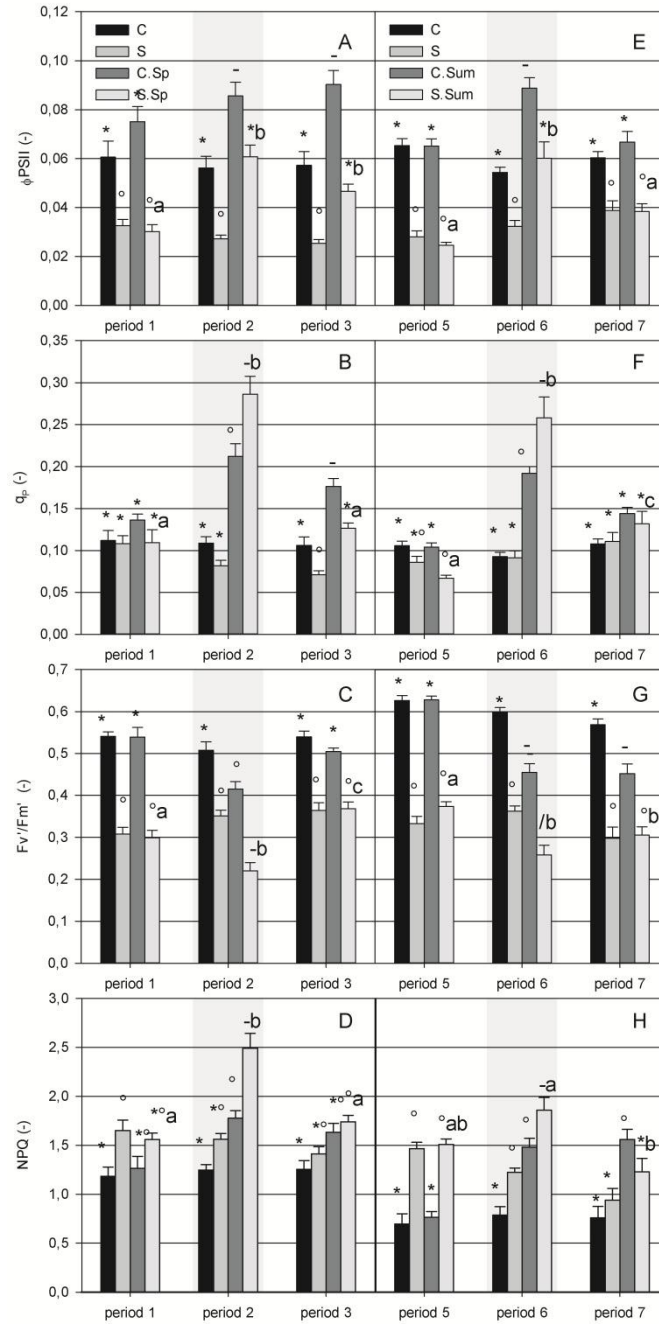 C
S
C.Sp
S.Sp
A
C
S
C.Sum
S.Sum
E
ϕPSII (-)
0,12
0,10
0,08
0,06
0,04
0,02
0,00
* ° * °a
* ° - *b
* ° - *b
* ° * °a
* ° - *b
* ° * °a
period 1 period 2 period 3 period 5 period 6 period 7
B
F
qP (-)
0,35
0,30
0,25
0,20
0,15
0,10
0,05
0,00
* * * *a
* * ° -b
* ° - *a
* *° * °a
* * ° -b
* * * *c
period 1 period 2 period 3 period 5 period 6 period 7
C
G
Fv'/Fm' (-)
0,7
0,6
0,5
0,4
0,3
0,2
0,1
0,0
* ° * °a
* ° ° -b
* ° * °c
* ° * °a
* ° - /b
* ° - °b
period 1 period 2 period 3 period 5 period 6 period 7
D
H
NPQ (-)
3,0
2,5
2,0
1,5
1,0
0,5
0,0
* ° *° *°a
* *° ° -b
* *° *° °a
* ° * °ab
* ° ° -a
* * ° *b
period 1 period 2 period 3 period 5 period 6 period 7